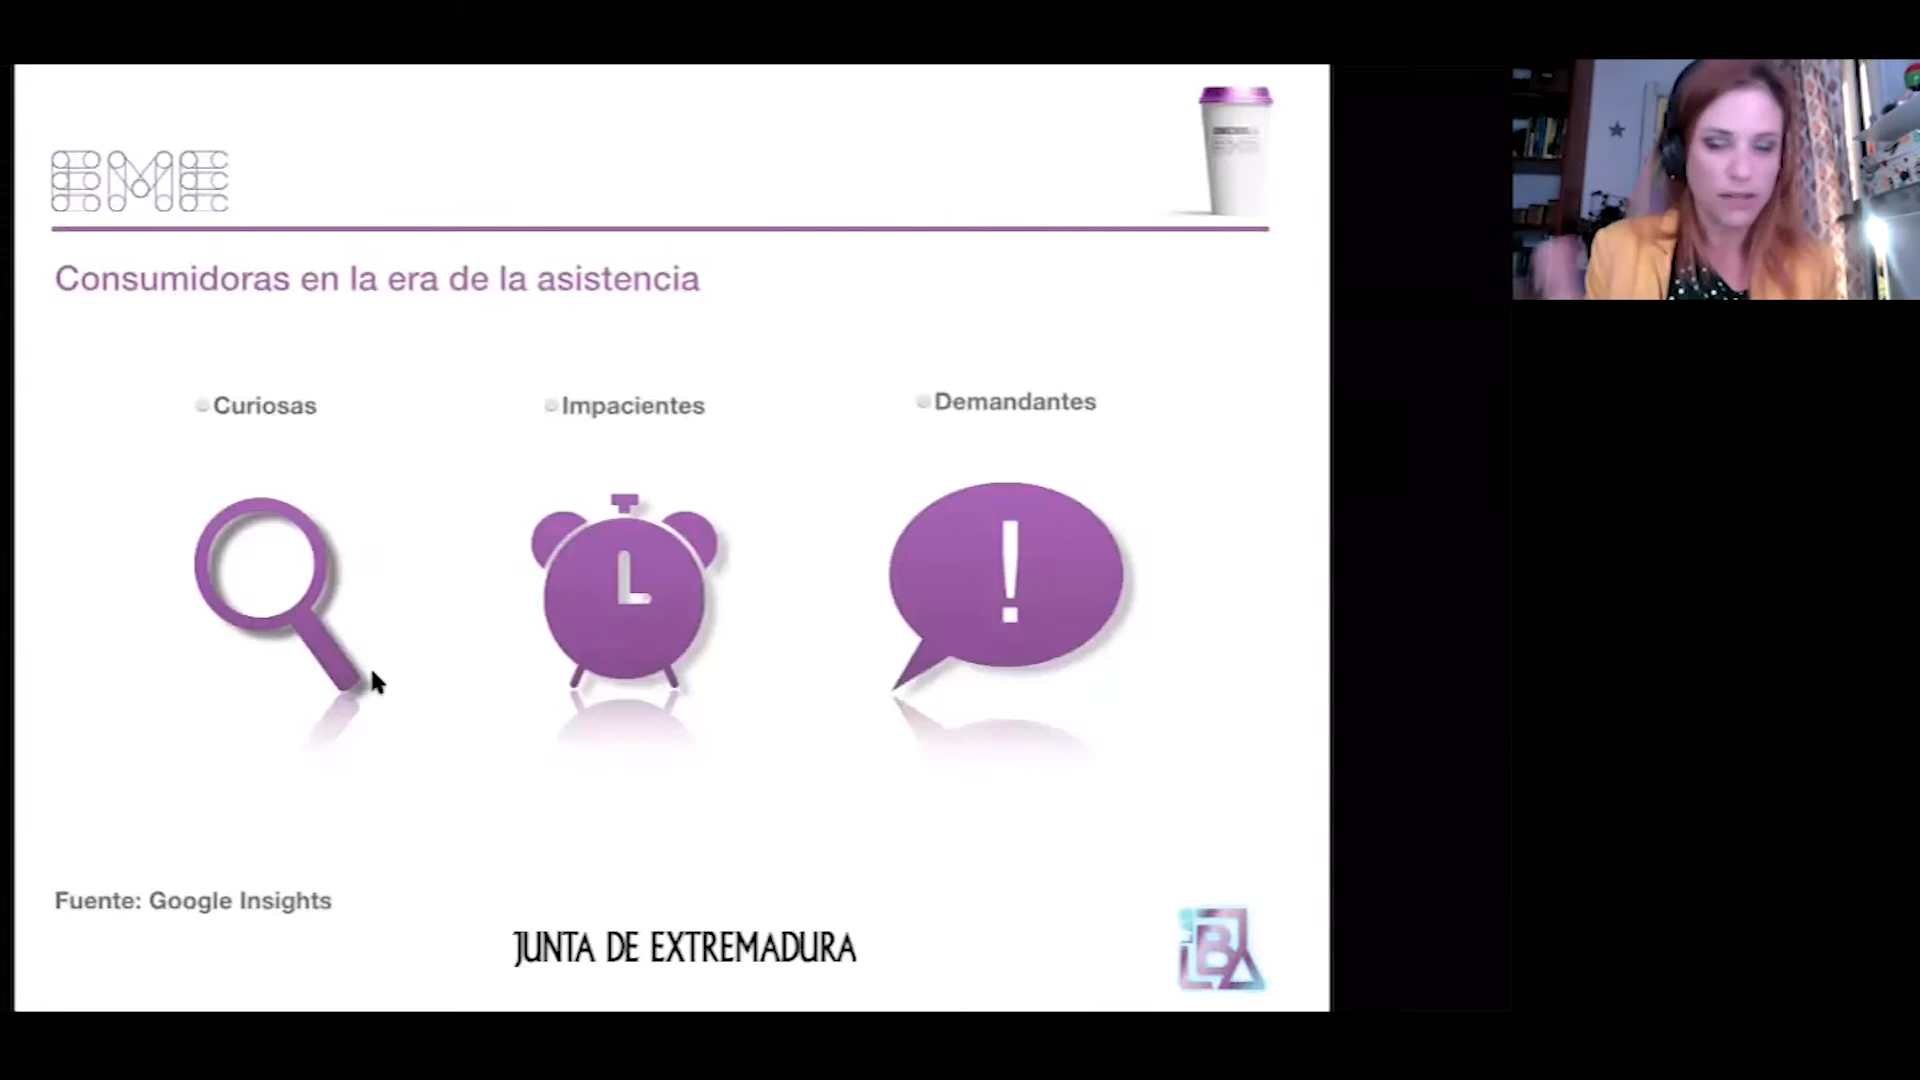 EME
Consumidoras en la era de la asistencia
Curiosas
Impacientes
Demandantes
Fuente: Google Insights
JUNTA DE EXTREMADURA